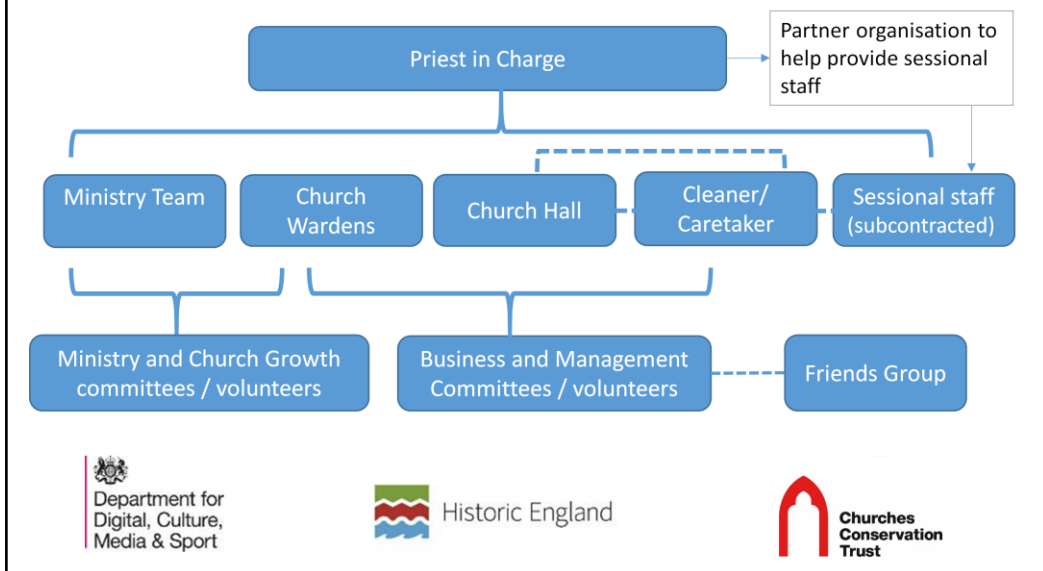 Priest in Charge
Partner organisation to
help provide sessional
staff
Ministry Team
Church
Wardens
Church Hall
Cleaner/
Caretaker
Sessional staff
(subcontracted)
Ministry and Church Growth
committees / volunteers
Business and Management
Committees / volunteers
Friends Group
Department for
Digital, Culture,
Media & Sport
Historic England
Churches
Conservation
Trust